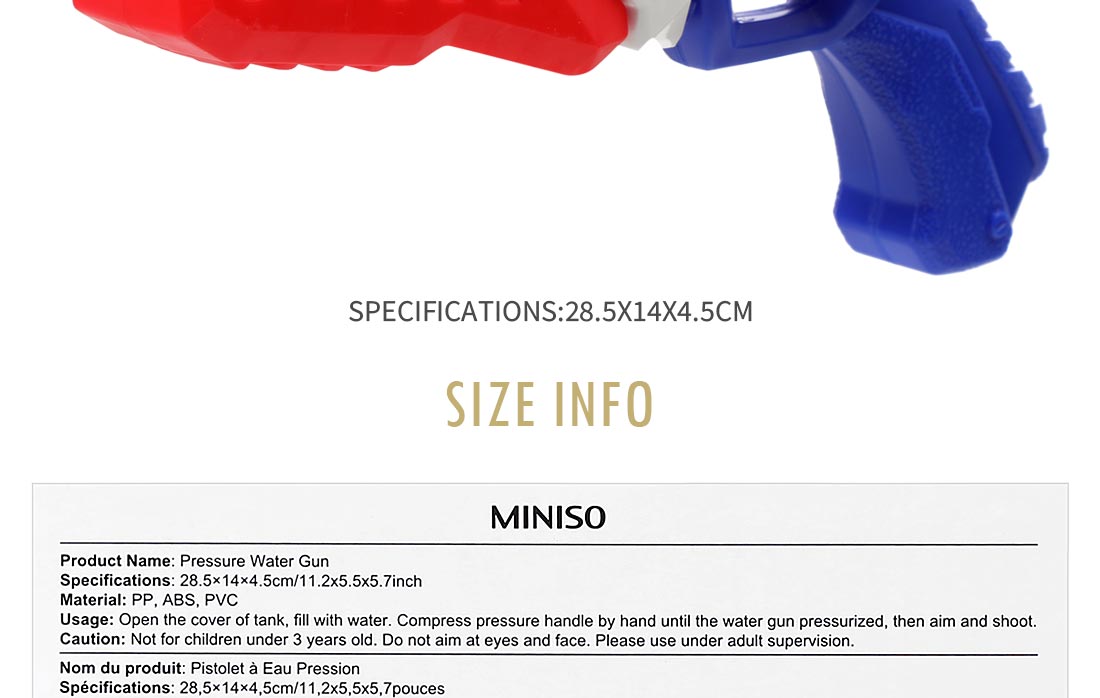 SPECIFICATIONS:28.5X14X4.5CM
SIZE INFO
MINISO
Product Name: Pressure Water Gun
Specifications: 28.5×14×4.5cm/11.2x5.5x5.7inch
Material: PP, ABS, PVC
Usage: Open the cover of tank, fill with water. Compress pressure handle by hand until the water gun pressurized, then aim and shoot.
Caution: Not for children under 3 years old. Do not aim at eyes and face. Please use under adult supervision.
Nom du produit: Pistolet à Eau Pression
Spécifications: 28,5×14×4,5cm/11,2x5,5x5,7pouces